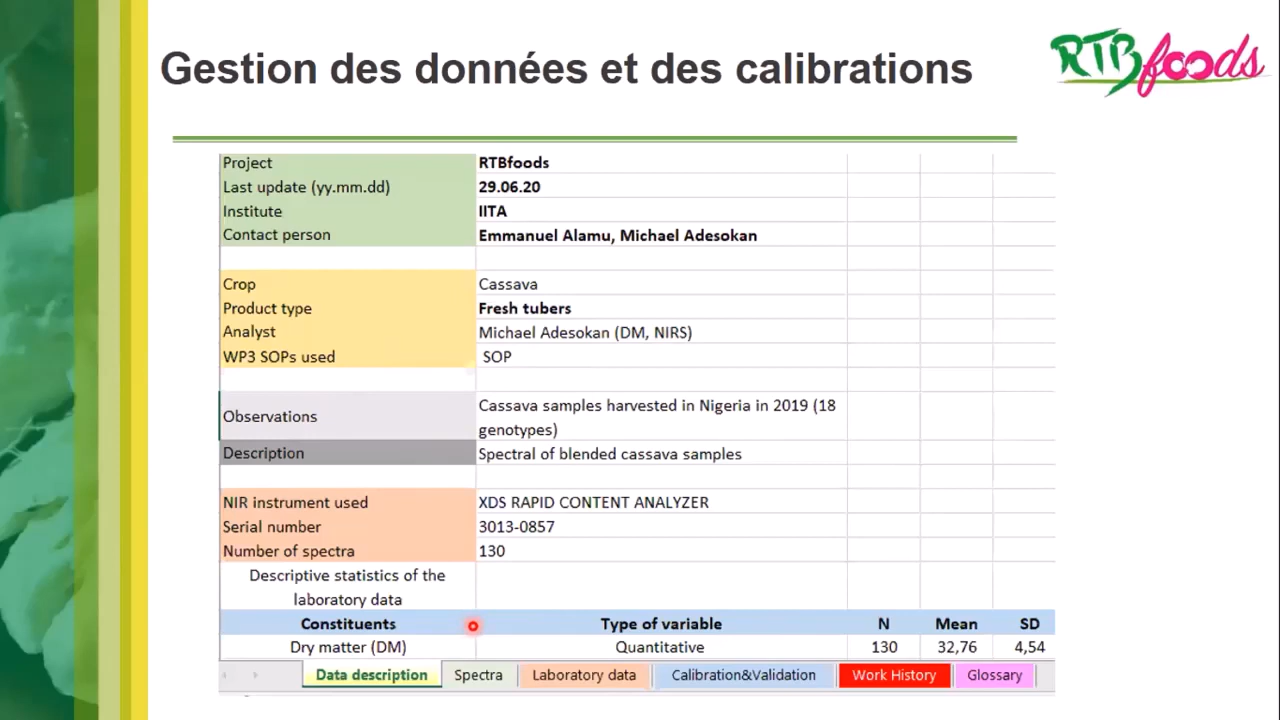 Gestion des données et des calibrations
RTBfoods
Project RTBfoods
Last update (yy.mm.dd) 29.06.20
Institute IITA
Contact person Emmanuel Alamu, Michael Adesokan
Crop Cassava
Product type Fresh tubers
Analyst Michael Adesokan (DM, NIRS)
WP3 SOPs used SOP
Observations Cassava samples harvested in Nigeria in 2019 (18
genotypes)
Description Spectral of blended cassava samples
NIR instrument used XDS RAPID CONTENT ANALYZER
Serial number 3013-0857
Number of spectra 130
Descriptive statistics of the
laboratory data
Constituents Type of variable N Mean SD
Dry matter (DM) Quantitative 130 32,76 4,54
Data description Spectra Laboratory data Calibration&Validation Work History Glossary